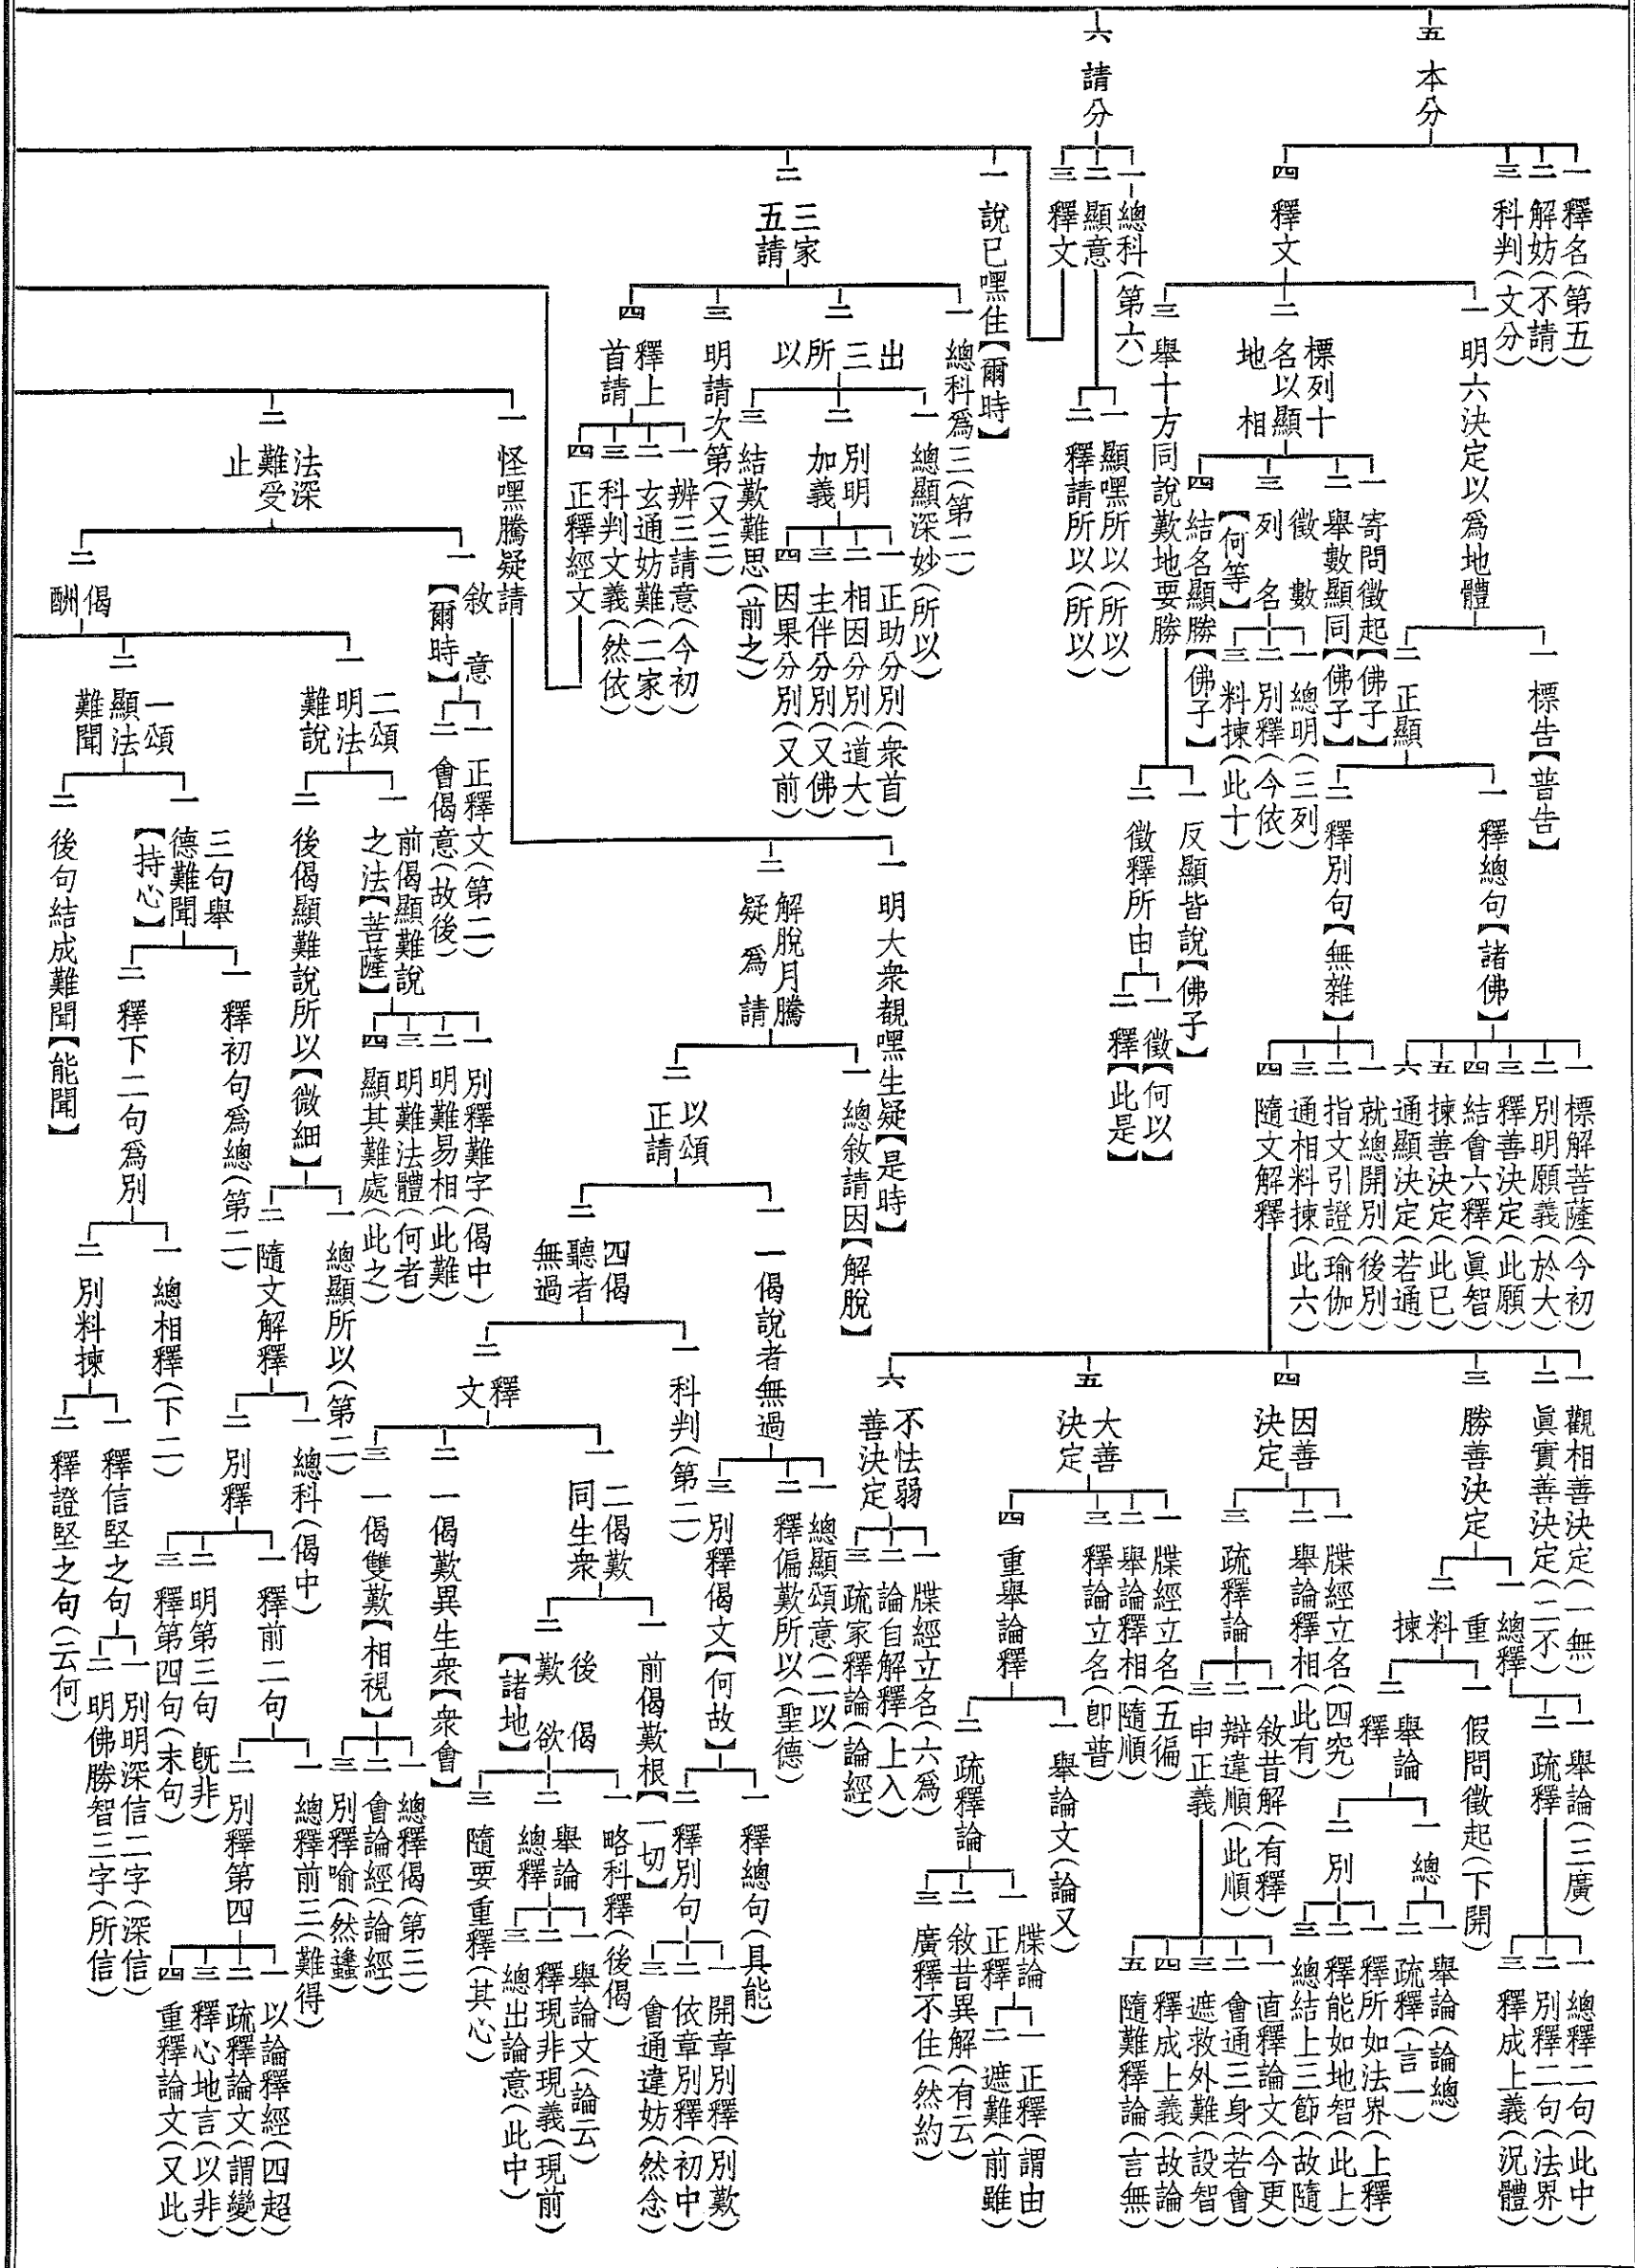 五 本分
一 釋名(第五)
二 解妨(不請)
三 科判(文分)
四 釋文
一 明六決定以爲地體
一 標告【普告】
二 正顯
一 釋總句【諸佛】
一 標解菩薩(今初)
二 別明願義(於大)
三 釋善決定(此願)
四 結會六釋(眞智)
五 揀善決定(此已)
六 通顯決定(若通)
二 釋別句【無雜】
一 就總開別(後別)
二 指文引證(瑜伽)
三 通相料揀(此六)
四 隨文解釋
一 觀相善決定(一無)
二 眞實善決定(二不)
三 勝善決定
一 總釋
一 舉論(三廣)
二 疏釋
一 總釋二句(此中)
二 別釋二句(法界)
三 釋成上義(況體)
二 重料揀
一 假問徵起(下開)
二 舉論釋
一 總
一 舉論(論總)
二 疏釋(言一)
二 別
一 釋所如法界(上釋)
二 釋能如地智(此上)
三 總結上三節(故隨)
四 因善決定
一 牒經立名(四究)
二 舉論釋相(此有)
三 疏釋論
一 敘昔解(有釋)
二 辯違順(此順)
三 申正義
一 直釋論文(今更)
二 會通三身(若會)
三 遮救外難(設智)
四 釋成上義(故論)
五 隨難釋論(言無)
五 大善決定
一 牒經立名(五徧)
二 舉論釋相(隨順)
三 釋論立名(卽普)
四 重舉論釋
一 舉論文(論又)
二 疏釋論
一 牒論正釋
一 正釋(謂由)
二 遮難(前雖)
二 敘昔異解(有云)
三 廣釋不住(然約)
六 不怯弱善決定
一 牒經立名(六爲)
二 論自解釋(上入)
三 疏家釋論(論經)
二 標列十名以顯地相
一 寄問徵起【佛子】
二 舉數顯同【佛子】
三 徵數列名【何等】
一 總明(三列)
二 別釋(今依)
三 料揀(此十)
四 結名顯勝【佛子】
三 舉十方同說歎地要勝
一 反顯皆說【佛子】
二 徵釋所由
一 徵【何以】
二 釋【此是】
六 請分
一 總科(第六)
二 顯意
一 顯嘿所以(所以)
二 釋請所以(所以)
三 釋文
一 說已嘿住【爾時】
二 三家五請
一 總科爲三(第二)
二 出三所以
一 總顯深妙(所以)
二 別明加義
一 正助分別(衆首)
二 相因分別(道大)
三 主伴分別(又佛)
四 因果分別(又前)
三 結歎難思(前之)
三 明請次第(又三)
四 釋上首請
一 辨三請意(今初)
二 玄通妨難(二家)
三 科判文義(然依)
四 正釋經文
一 怪嘿騰疑請
一 明大衆覩嘿生疑【是時】
二 解脫月騰疑爲請
一 總敘請因【解脫】
二 以頌正請
一 一偈說者無過
一 總顯頌意(二以)
二 釋偏歎所以(聖德)
三 別釋偈文【何故】
一 釋總句(具能)
二 釋別句
一 開章別釋(別歎)
二 依章別釋(初中)
三 會通違妨(然念)
二 四偈聽者無過
一 科判(第二)
二 釋文
一 二偈歎同生衆
一 前偈歎根【一切】
二 後偈歎欲【諸地】
一 略科釋(後偈)
二 舉論總釋
一 舉論文(論云)
二 釋現非現義(現前)
三 總出論意(此中)
三 隨要重釋(其心)
二 一偈歎異生衆【衆會】
三 一偈雙歎【相視】
一 總釋偈(第三)
二 會論經(論經)
三 別釋喻(然蠭)
二 法深難受止
一 敘意【爾時】
一 正釋文(第二)
二 會偈意(故後)
二 偈酬
一 二頌明法難說
一 前偈顯難說之法【菩薩】
一 別釋難字(偈中)
二 明難易相(此難)
三 明難法體(何者)
四 顯其難處(此之)
二 後偈顯難說所以【微細】
一 總顯所以(第二)
二 隨文解釋
一 總科(偈中)
二 別釋
一 釋前二句
一 總釋前三(難得)
二 別釋第四
一 以論釋經(四超)
二 疏釋論文(謂變)
三 釋心地言(以非)
四 重釋論文(又此)
二 明第三句(旣非)
三 釋第四句(末句)
二 一頌顯法難聞
一 三句舉德難聞【持心】
一 釋初句爲總(第二)
二 釋下二句爲別
一 總相釋(下二)
二 別料揀
一 釋信堅之句
一 別明深信二字(深信)
二 明佛勝智三字(所信)
二 釋證堅之句(云何)
二 後句結成難聞【能聞】